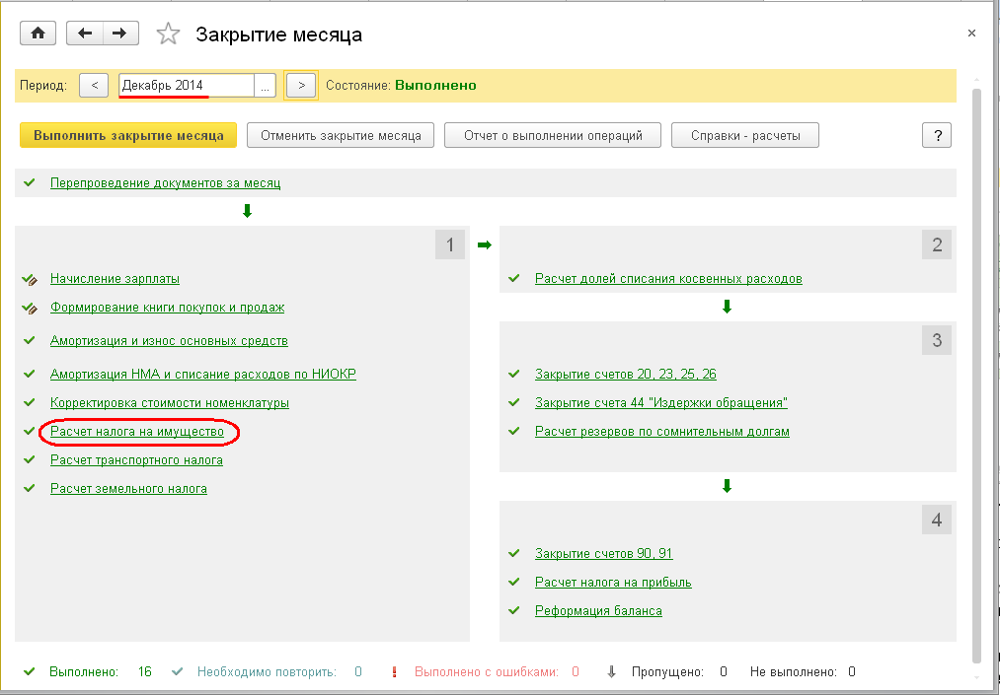 Закрытие месяца
×
Период: < Декабрь 2014 ... > Состояние: Выполнено
Выполнить закрытие месяца Отменить закрытие месяца Отчет о выполнении операций Справки - расчеты ?
Перепроведение документов за месяц
1
Начисление зарплаты
Формирование книги покупок и продаж
Амортизация и износ основных средств
Амортизация НМА и списание расходов по НИОКР
Корректировка стоимости номенклатуры
Расчет налога на имущество
Расчет транспортного налога
Расчет земельного налога
2
Расчет долей списания косвенных расходов
3
Закрытие счетов 20, 23, 25, 26
Закрытие счета 44 "Издержки обращения"
Расчет резервов по сомнительным долгам
4
Закрытие счетов 90, 91
Расчет налога на прибыль
Реформация баланса
Выполнено: 16 Необходимо повторить: 0 Выполнено с ошибками: 0 Пропущено: 0 Не выполнено: 0